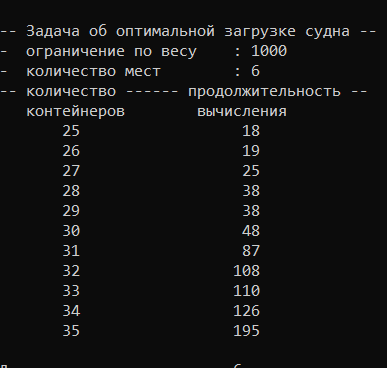 -- Задача об оптимальной загрузке судна --
-  ограничение по весу    : 1000
-  количество мест        : 6
-- количество ------ продолжительность --
   контейнеров        вычисления
       25                 18
       26                 19
       27                 25
       28                 38
       29                 38
       30                 48
       31                 87
       32                108
       33                110
       34                126
       35                195